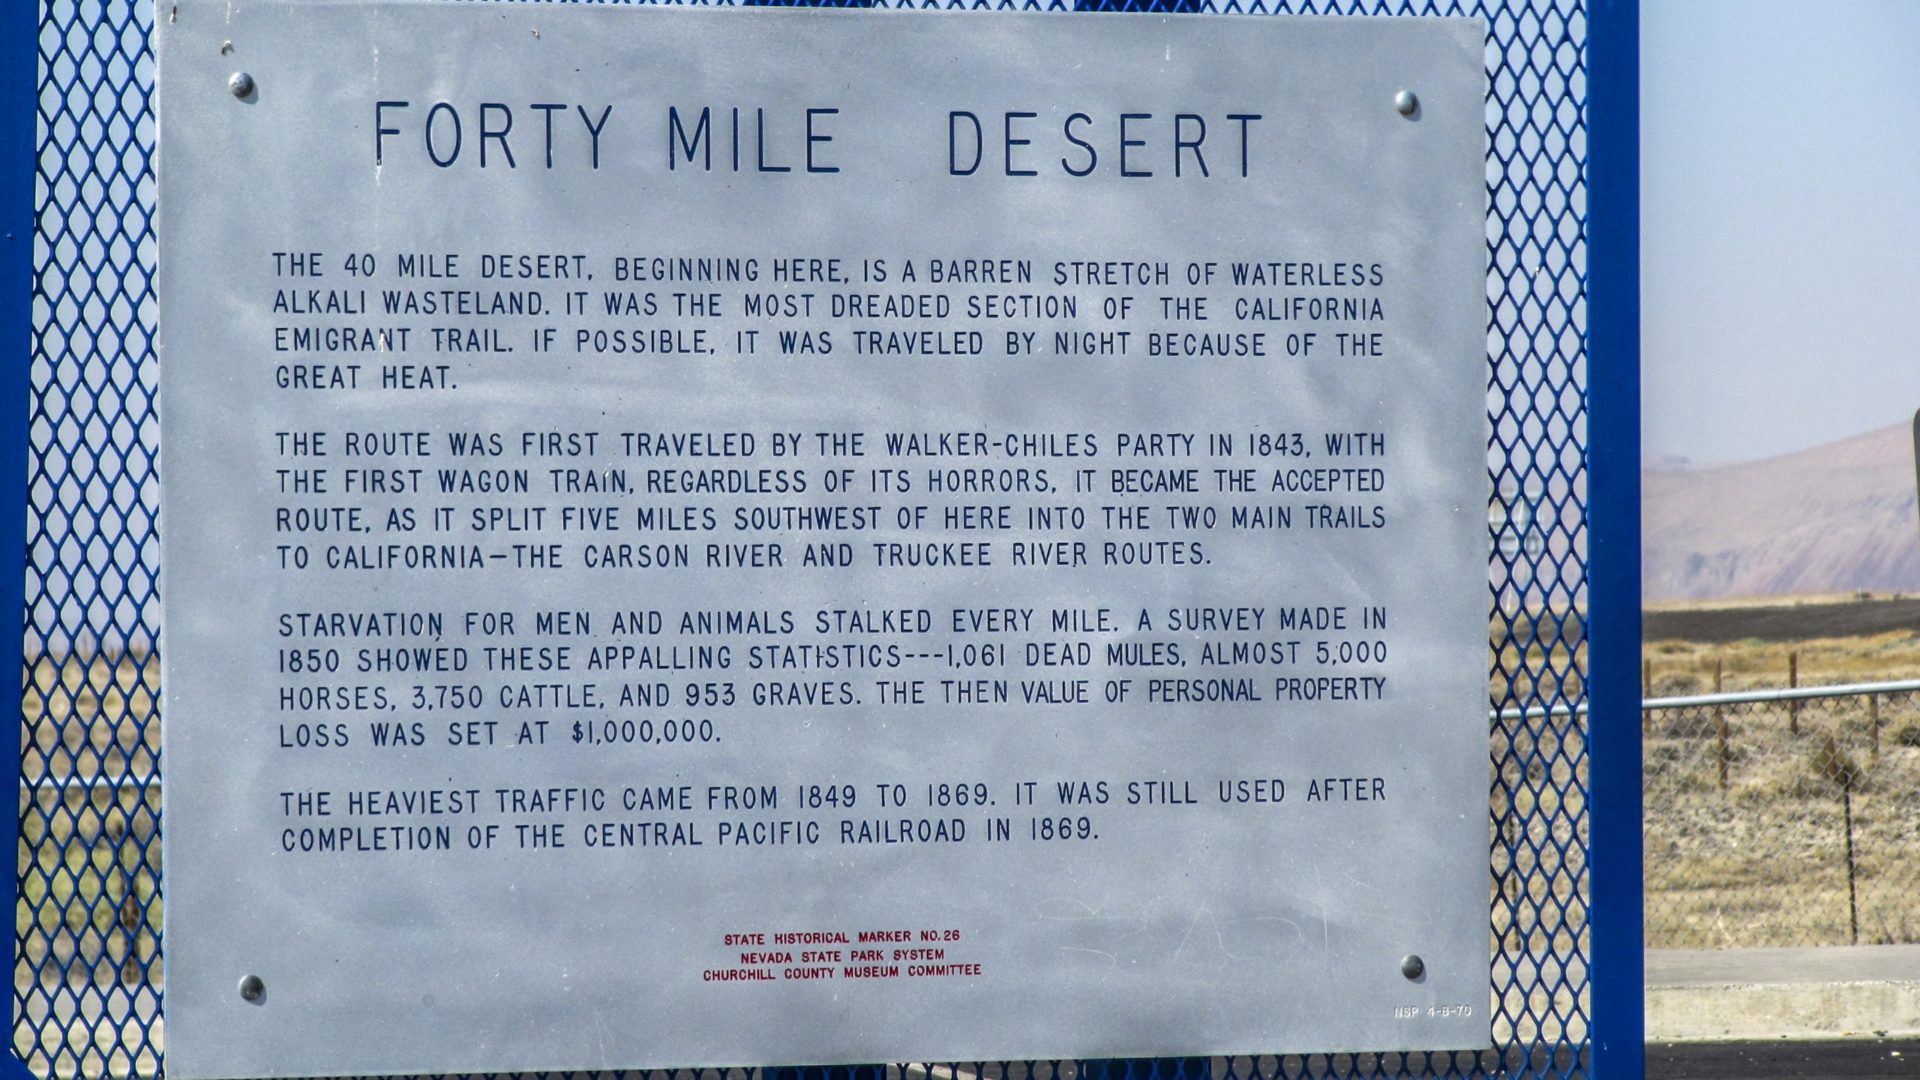 FORTY MILE DESERT
THE 40 MILE DESERT, BEGINNING HERE, IS A BARREN STRETCH OF WATERLESS
ALKALI WASTELAND. IT WAS THE MOST DREADED SECTION OF THE CALIFORNIA
EMIGRANT TRAIL. IF POSSIBLE, IT WAS TRAVELED BY NIGHT BECAUSE OF THE
GREAT HEAT.
THE ROUTE WAS FIRST TRAVELED BY THE WALKER-CHILES PARTY IN 1843, WITH
THE FIRST WAGON TRAIN, REGARDLESS OF ITS HORRORS, IT BECAME THE ACCEPTED
ROUTE, AS IT SPLIT FIVE MILES SOUTHWEST OF HERE INTO THE TWO MAIN TRAILS
TO CALIFORNIA—THE CARSON RIVER AND TRUCKEE RIVER ROUTES.
STARVATION FOR MEN AND ANIMALS STALKED EVERY MILE. A SURVEY MADE IN
1850 SHOWED THESE APPALLING STATISTICS---1,061 DEAD MULES, ALMOST 5,000
HORSES, 3,750 CATTLE, AND 953 GRAVES. THE THEN VALUE OF PERSONAL PROPERTY
LOSS WAS SET AT $1,000,000.
THE HEAVIEST TRAFFIC CAME FROM 1849 TO 1869. IT WAS STILL USED AFTER
COMPLETION OF THE CENTRAL PACIFIC RAILROAD IN 1869.
STATE HISTORICAL MARKER NO. 26
NEVADA STATE PARK SYSTEM
CHURCHILL COUNTY MUSEUM COMMITTEE
NSP 4-8-70